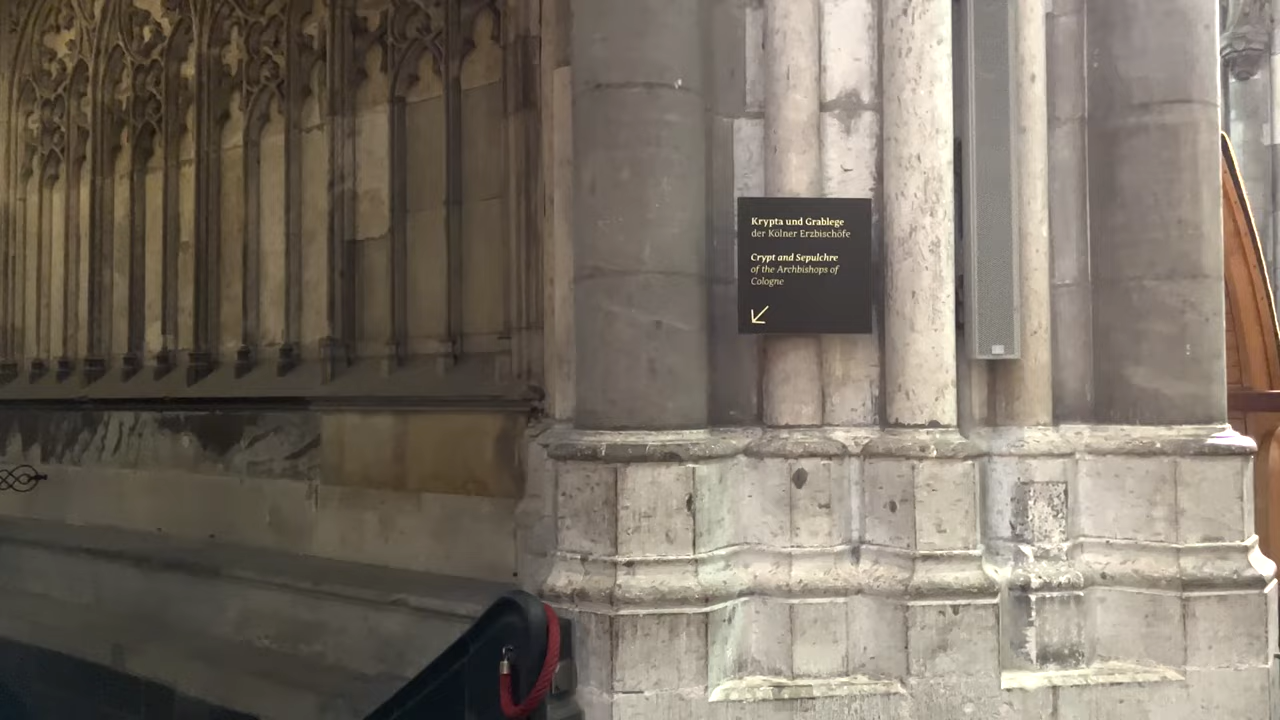 Krypta und Grablege
der Kölner Erzbischöfe
Crypt and Sepulchre
of the Archbishops of
Cologne